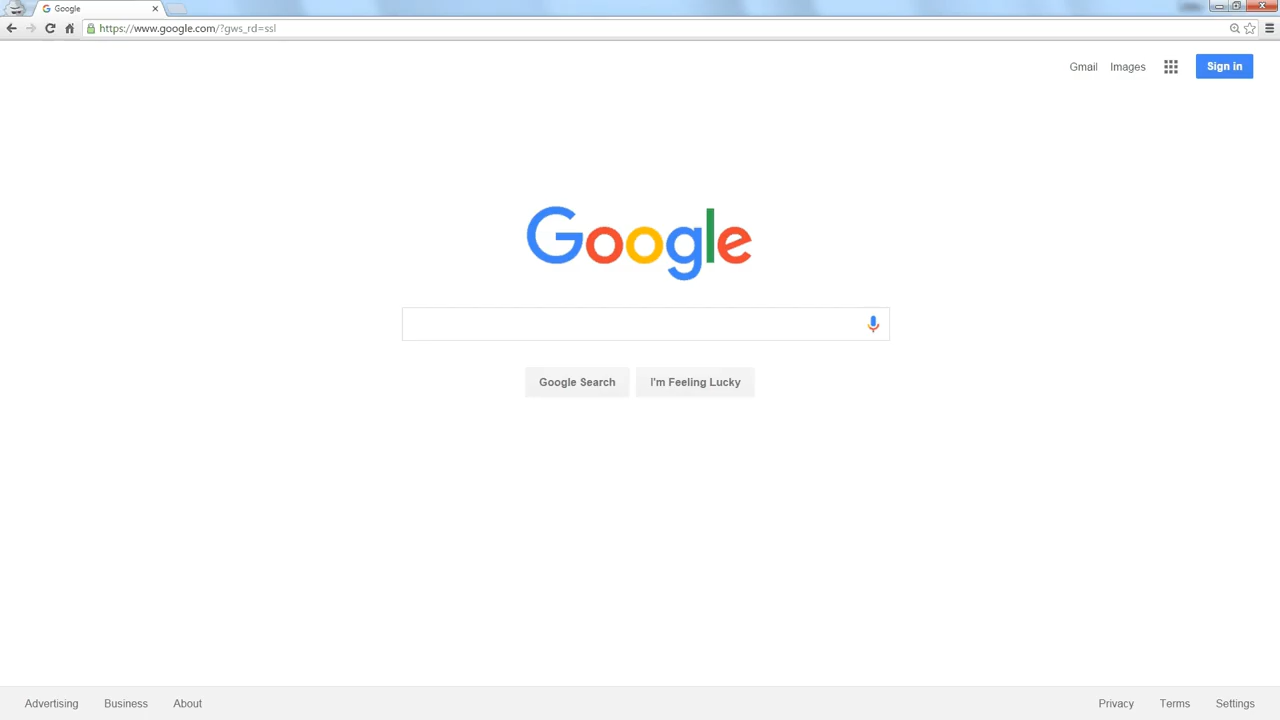 Google
https://www.google.com/?gws_rd=ssl
Gmail Images Sign in
Google
Google Search I'm Feeling Lucky
Advertising Business About Privacy Terms Settings